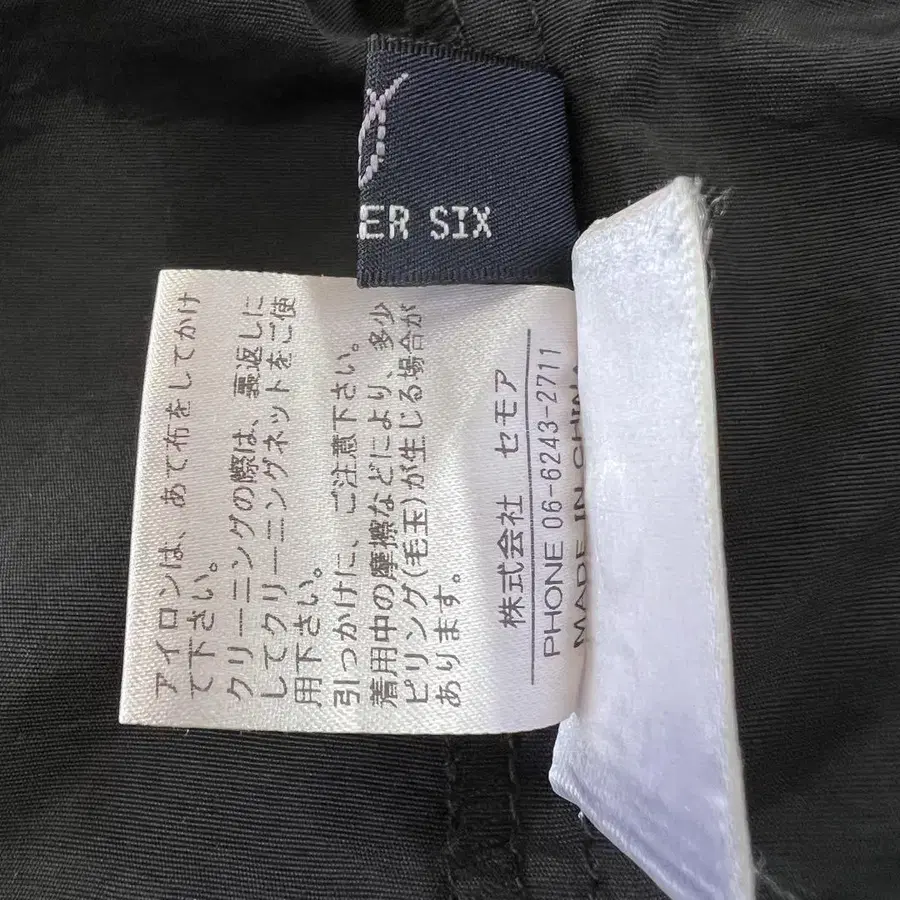 ER SIX
アイロンは、あて布をしてかけ
て下さい。
クリーニングの際は、裏返しに
してクリーニングネットをご使
用下さい。
引っかけに、ご注意下さい。
着用中の摩擦などにより、多少
ピリング(毛玉)が生じる場合が
あります。
株式会社 セモア
PHONE 06-6243-2711
MADE IN CHINA